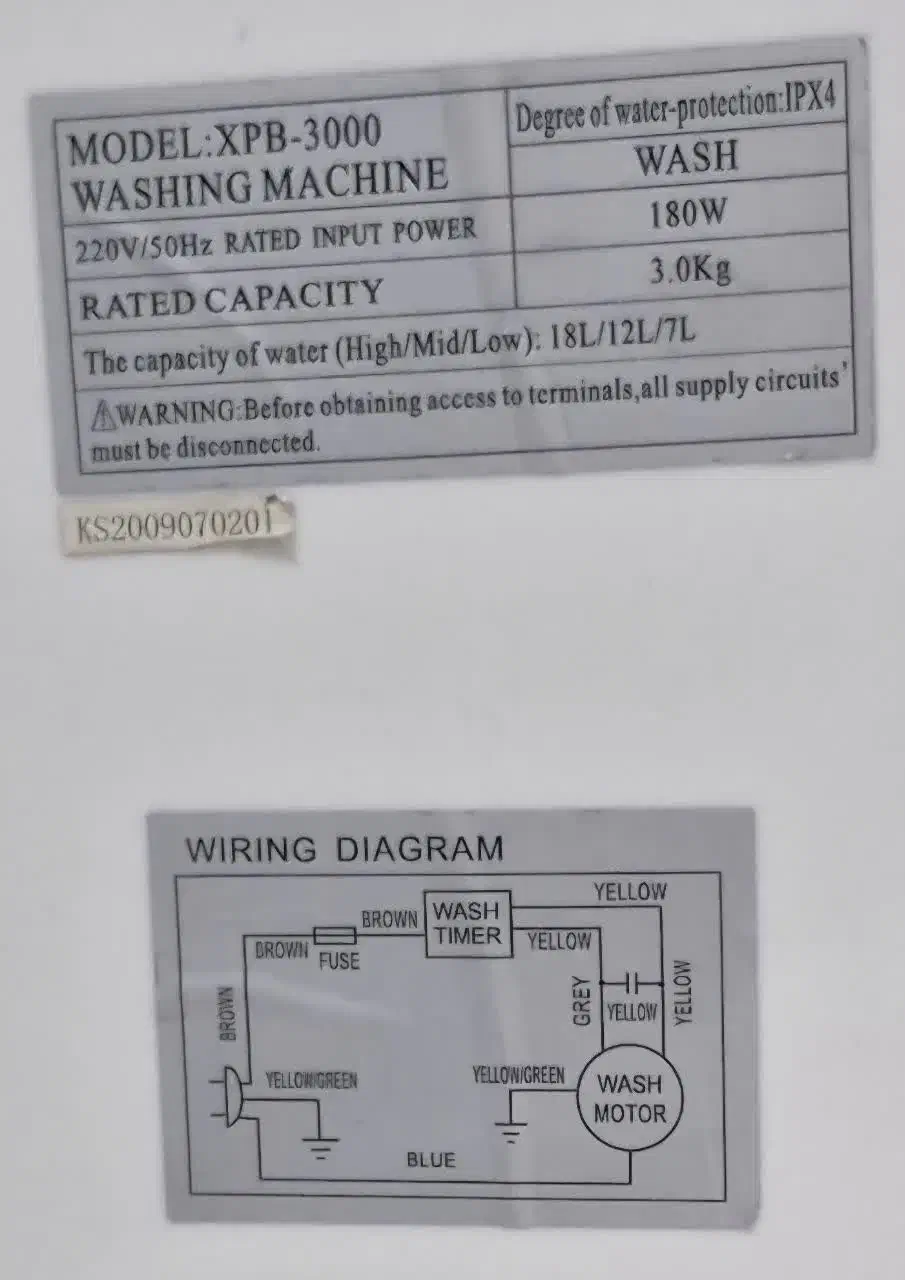 MODEL:XPB-3000
WASHING MACHINE
Degree of water-protection:IPX4
WASH
220V/50Hz RATED INPUT POWER
180W
RATED CAPACITY
3.0Kg
The capacity of water (High/Mid/Low): 18L/12L/7L
⚠WARNING:Before obtaining access to terminals,all supply circuits'
must be disconnected.
KS2009070201
WIRING DIAGRAM
YELLOW
BROWN
WASH
TIMER
YELLOW
BROWN
FUSE
BROWN
GREY
YELLOW
YELLOW
YELLOW/GREEN
YELLOW/GREEN
WASH
MOTOR
BLUE